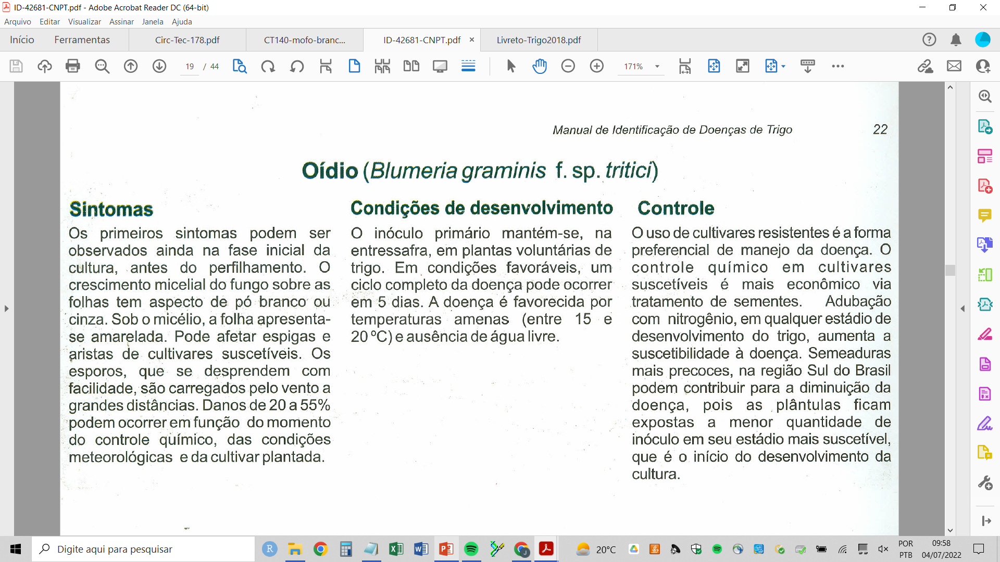 ID-42681-CNPT.pdf - Adobe Acrobat Reader DC (64-bit)
Arquivo Editar Visualizar Assinar Janela Ajuda
Início Ferramentas Circ-Tec-178.pdf CT140-mofo-branc... ID-42681-CNPT.pdf Livreto-Trigo2018.pdf
19 / 44 171%
Manual de Identificação de Doenças de Trigo 22
Oídio (Blumeria graminis f. sp. tritici)
Sintomas
Os primeiros sintomas podem ser
observados ainda na fase inicial da
cultura, antes do perfilhamento. O
crescimento micelial do fungo sobre as
folhas tem aspecto de pó branco ou
cinza. Sob o micélio, a folha apresenta-
se amarelada. Pode afetar espigas e
aristas de cultivares suscetíveis. Os
esporos, que se desprendem com
facilidade, são carregados pelo vento a
grandes distâncias. Danos de 20 a 55%
podem ocorrer em função do momento
do controle químico, das condições
meteorológicas e da cultivar plantada.
Condições de desenvolvimento
O inóculo primário mantém-se, na
entressafra, em plantas voluntárias de
trigo. Em condições favoráveis, um
ciclo completo da doença pode ocorrer
em 5 dias. A doença é favorecida por
temperaturas amenas (entre 15 e
20 ºC) e ausência de água livre.
Controle
O uso de cultivares resistentes é a forma
preferencial de manejo da doença. O
controle químico em cultivares
suscetíveis é mais econômico via
tratamento de sementes. Adubação
com nitrogênio, em qualquer estádio de
desenvolvimento do trigo, aumenta a
suscetibilidade à doença. Semeaduras
mais precoces, na região Sul do Brasil
podem contribuir para a diminuição da
doença, pois as plântulas ficam
expostas a menor quantidade de
inóculo em seu estádio mais suscetível,
que é o início do desenvolvimento da
cultura.
Digite aqui para pesquisar
20°C
POR
PTB
09:58
04/07/2022